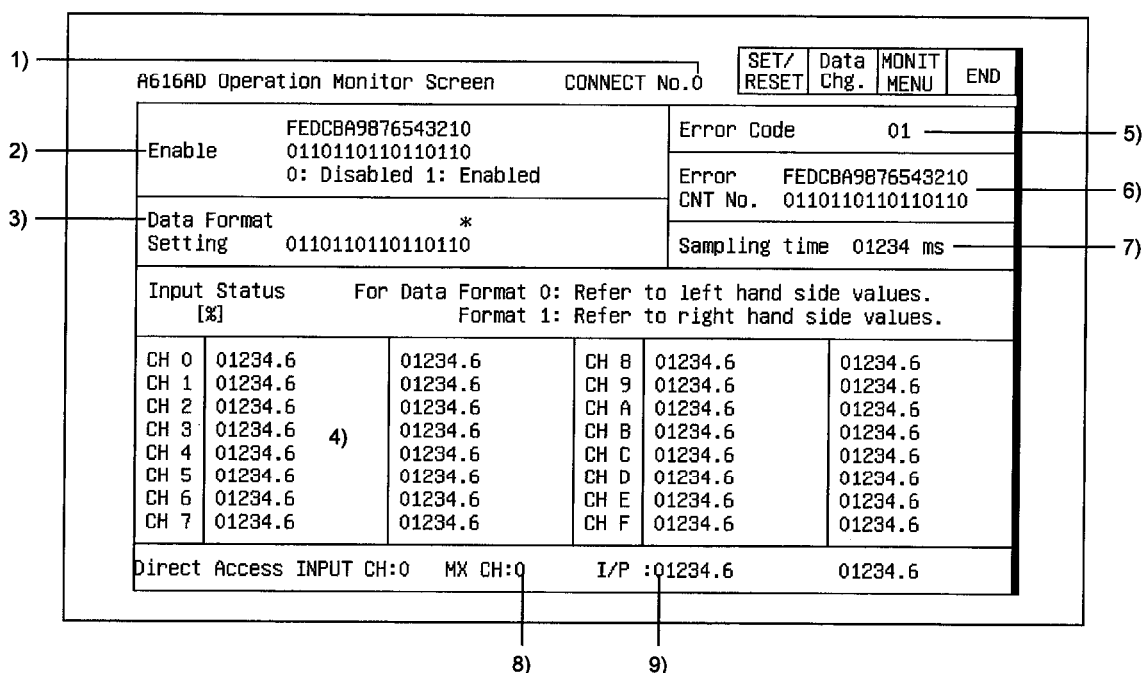 1)
A616AD Operation Monitor Screen CONNECT No.0
SET/ RESET
Data Chg.
MONIT MENU
END
2)
Enable
FEDCBA9876543210
0110110110110110
0: Disabled 1: Enabled
Error Code 01
5)
Error FEDCBA9876543210
CNT No. 0110110110110110
6)
3)
Data Format *
Setting 0110110110110110
Sampling time 01234 ms
7)
Input Status For Data Format 0: Refer to left hand side values.
[%] Format 1: Refer to right hand side values.
CH 0 01234.6 01234.6 CH 8 01234.6 01234.6
CH 1 01234.6 01234.6 CH 9 01234.6 01234.6
CH 2 01234.6 01234.6 CH A 01234.6 01234.6
CH 3 01234.6 4) 01234.6 CH B 01234.6 01234.6
CH 4 01234.6 01234.6 CH C 01234.6 01234.6
CH 5 01234.6 01234.6 CH D 01234.6 01234.6
CH 6 01234.6 01234.6 CH E 01234.6 01234.6
CH 7 01234.6 01234.6 CH F 01234.6 01234.6
Direct Access INPUT CH:0 MX CH:0 I/P :01234.6 01234.6
8)
9)